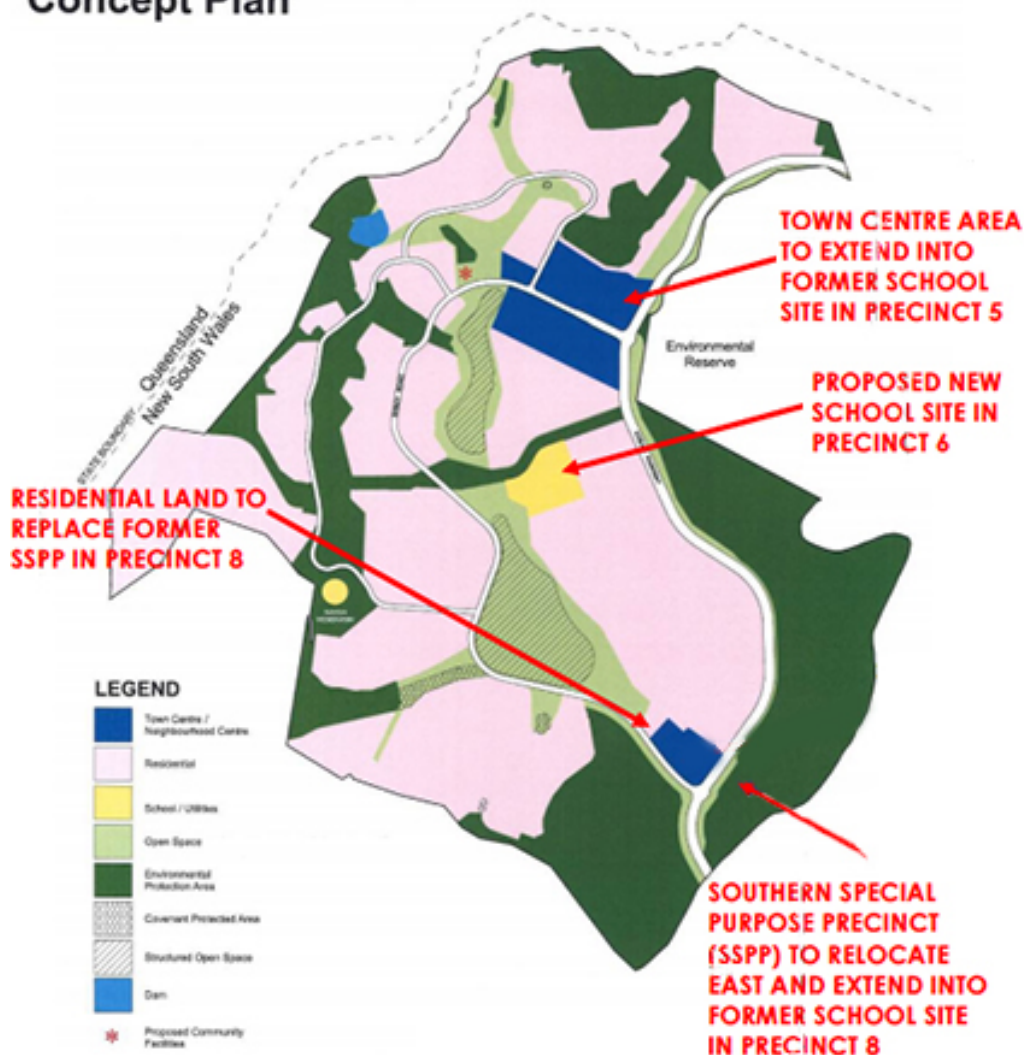 Concept Plan
TOWN CENTRE AREA
TO EXTEND INTO
FORMER SCHOOL
SITE IN PRECINCT 5
Queensland
New South Wales
STATE BOUNDARY
Environmental
Reserve
PROPOSED NEW
SCHOOL SITE IN
PRECINCT 6
RESIDENTIAL LAND TO
REPLACE FORMER
SSPP IN PRECINCT 8
LEGEND
Town Centre /
Neighbourhood Centre
Residential
School / Utilities
Open Space
Environmental
Protection Area
Covenant Protected Area
Structured Open Space
Dam
Proposed Community
Facilities
SOUTHERN SPECIAL
PURPOSE PRECINCT
(SSPP) TO RELOCATE
EAST AND EXTEND INTO
FORMER SCHOOL SITE
IN PRECINCT 8